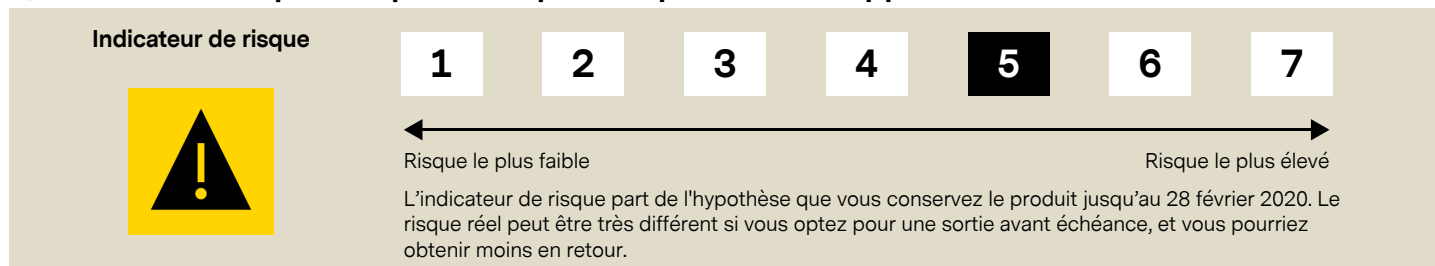 Indicateur de risque
1 2 3 4 5 6 7
Risque le plus faible Risque le plus élevé
L’indicateur de risque part de l'hypothèse que vous conservez le produit jusqu’au 28 février 2020. Le
risque réel peut être très différent si vous optez pour une sortie avant échéance, et vous pourriez
obtenir moins en retour.